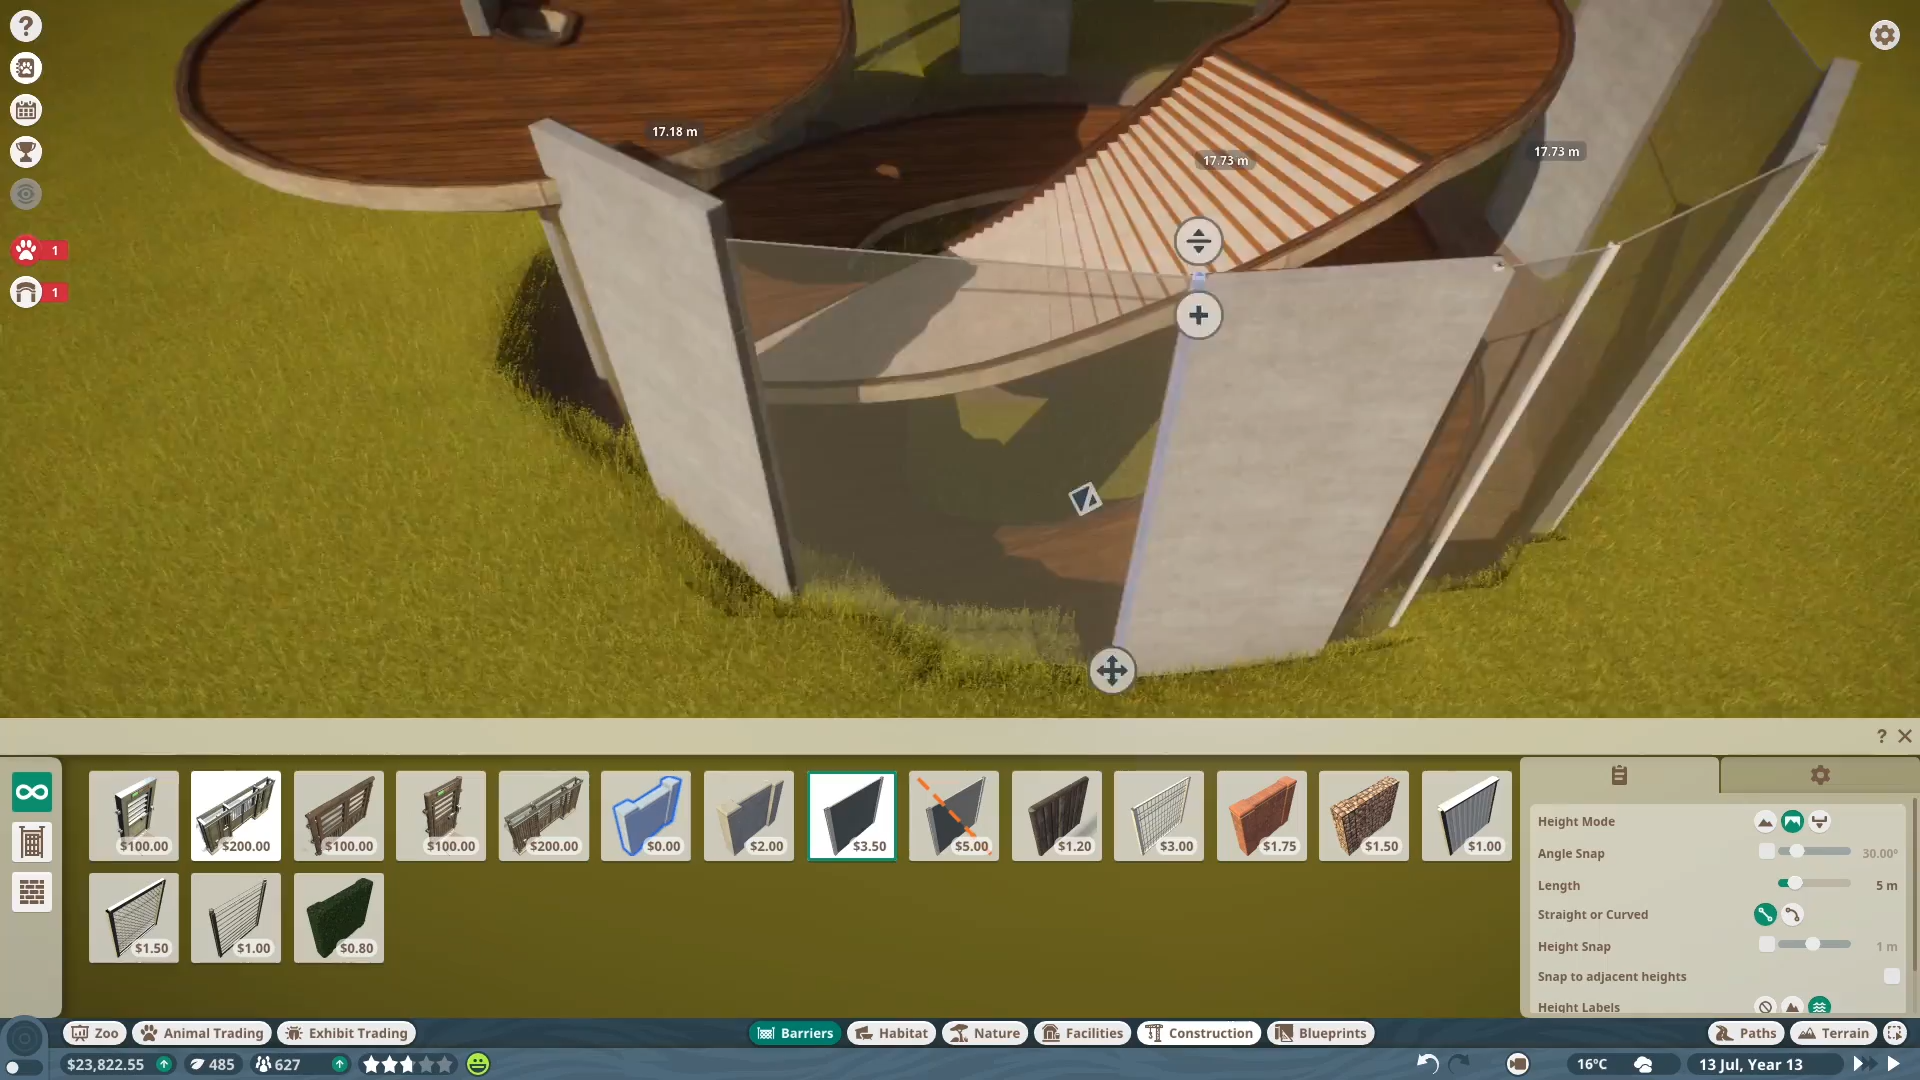 ?
17.18 m
17.73 m
17.73 m
1
1
?
$100.00
$200.00
$100.00
$100.00
$200.00
$0.00
$2.00
$3.50
$5.00
$1.20
$3.00
$1.75
$1.50
$1.00
$1.50
$1.00
$0.80
Height Mode
Angle Snap 30.00°
Length 5 m
Straight or Curved
Height Snap 1 m
Snap to adjacent heights
Height Labels
Zoo Animal Trading Exhibit Trading Barriers Habitat Nature Facilities Construction Blueprints Paths Terrain
$23,822.55 485 627 16°C 13 Jul, Year 13